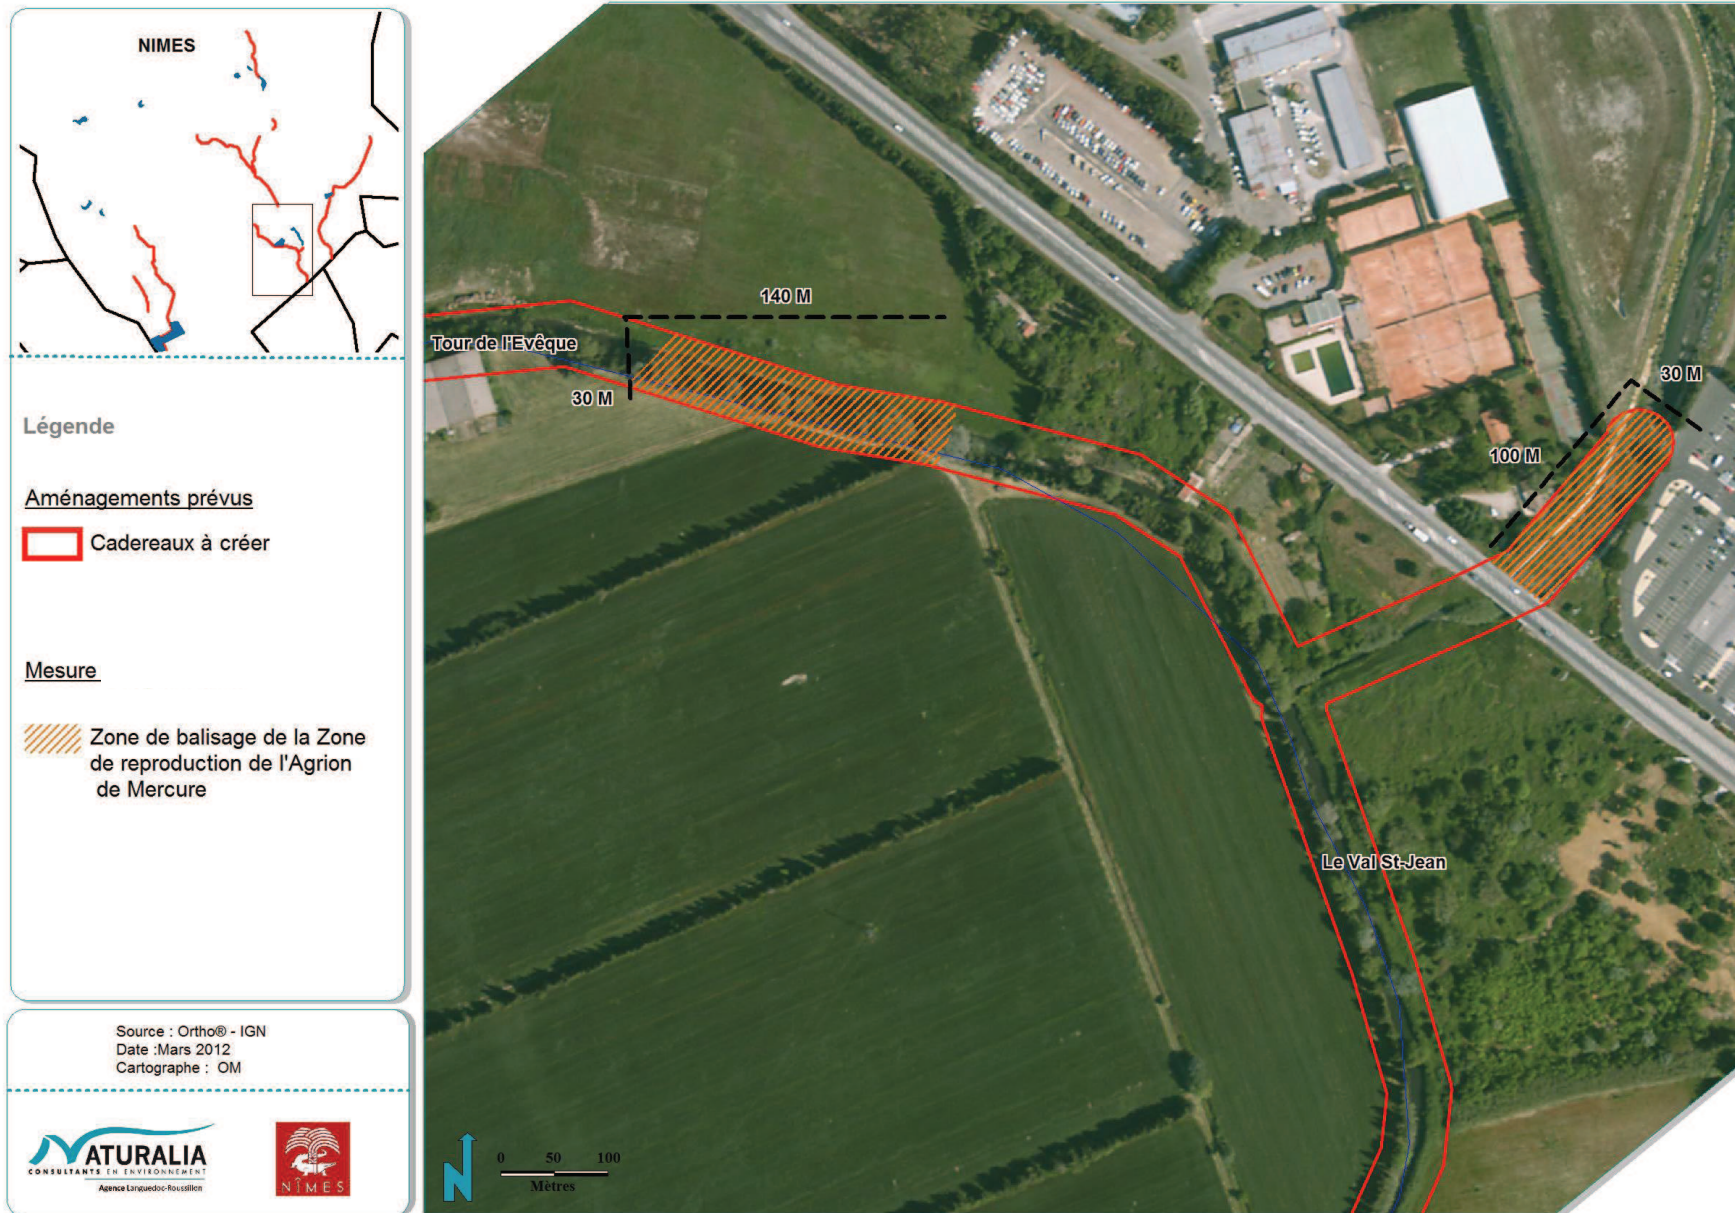 NIMES
Légende
Aménagements prévus
Cadereaux à créer
Mesure
Zone de balisage de la Zone
de reproduction de l'Agrion
de Mercure
Source : Ortho® - IGN
Date :Mars 2012
Cartographe : OM
NATURALIA
CONSULTANTS EN ENVIRONNEMENT
Agence Languedoc-Roussillon
NÎMES
140 M
Tour de l'Evêque
30 M
30 M
100 M
Le Val St-Jean
N
0 50 100
Mètres